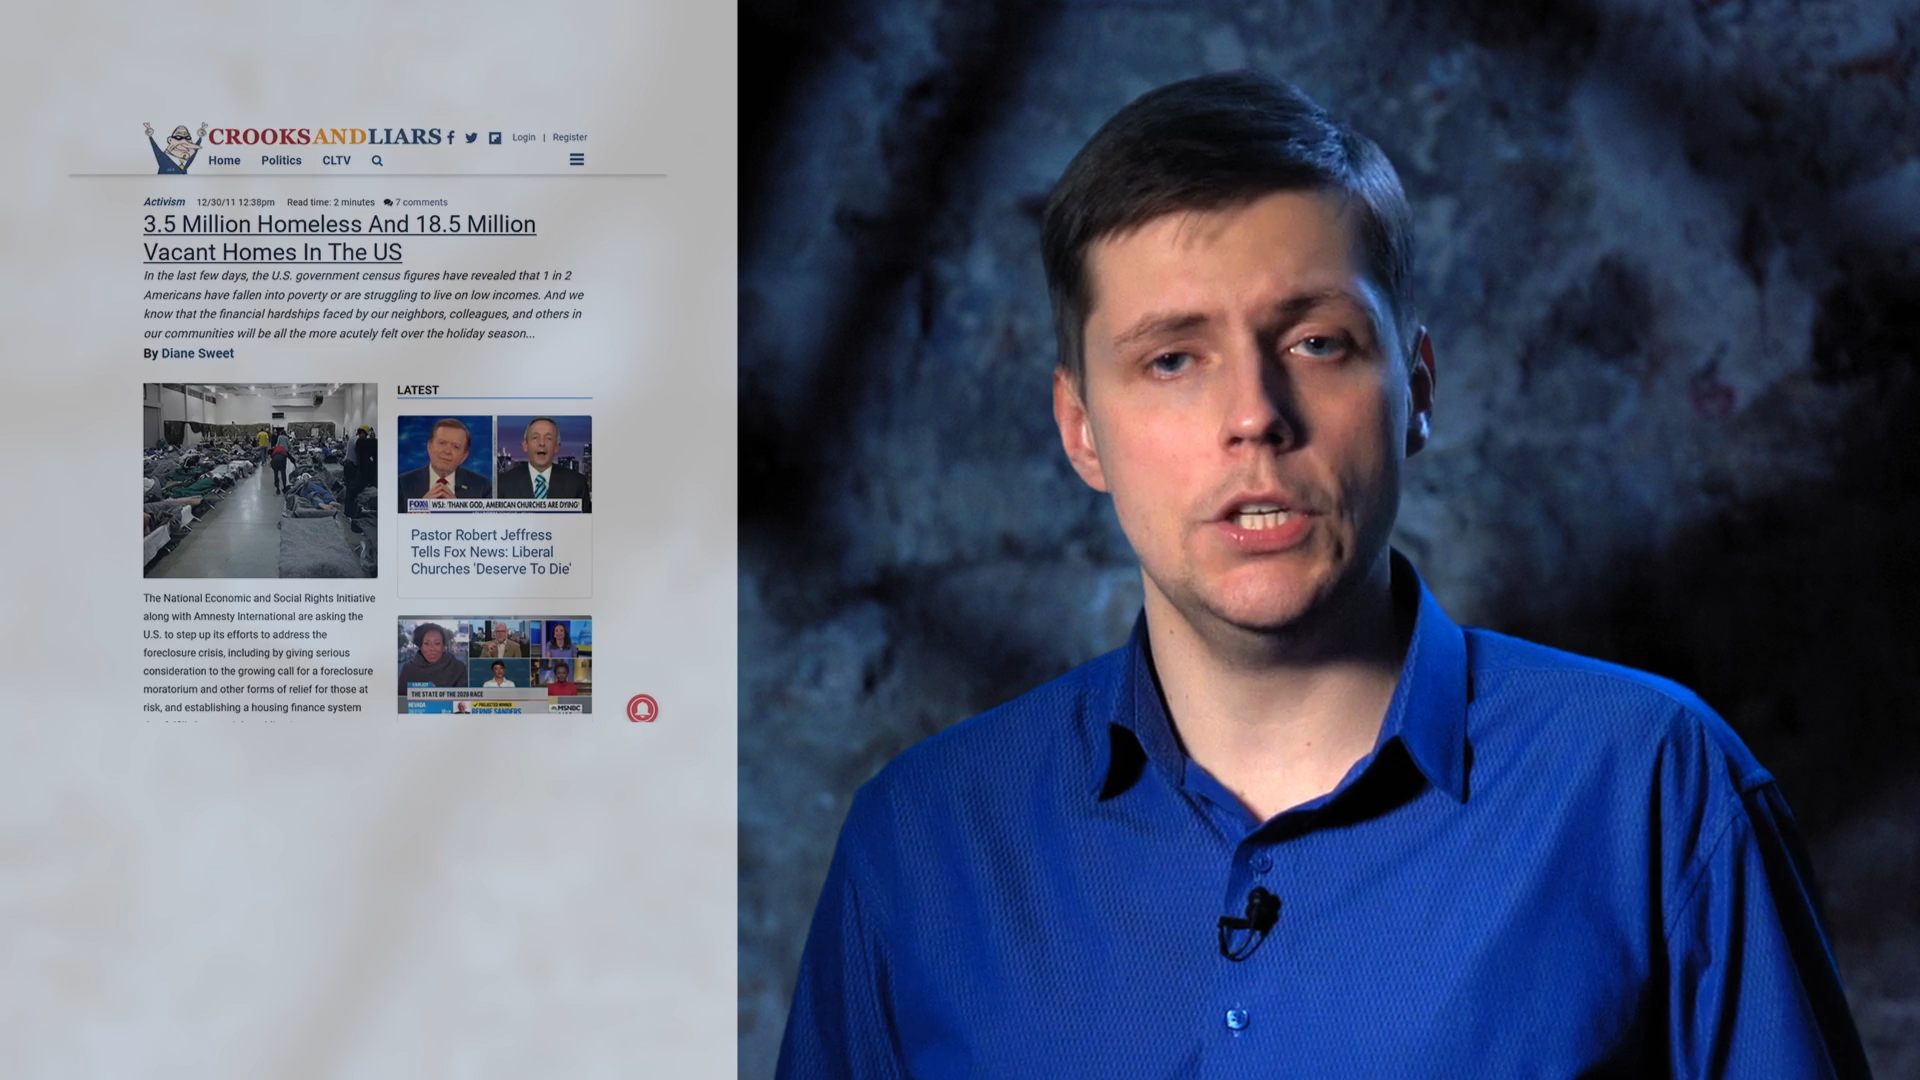 CROOKSANDLIARS
Login | Register
Home Politics CLTV
Activism 12/30/11 12:38pm Read time: 2 minutes 7 comments
3.5 Million Homeless And 18.5 Million
Vacant Homes In The US
In the last few days, the U.S. government census figures have revealed that 1 in 2
Americans have fallen into poverty or are struggling to live on low incomes. And we
know that the financial hardships faced by our neighbors, colleagues, and others in
our communities will be all the more acutely felt over the holiday season...
By Diane Sweet
The National Economic and Social Rights Initiative
along with Amnesty International are asking the
U.S. to step up its efforts to address the
foreclosure crisis, including by giving serious
consideration to the growing call for a foreclosure
moratorium and other forms of relief for those at
risk, and establishing a housing finance system
LATEST
WSJ: 'THANK GOD, AMERICAN CHURCHES ARE DYING'
Pastor Robert Jeffress
Tells Fox News: Liberal
Churches 'Deserve To Die'
THE STATE OF THE 2020 RACE
NEVADA
PROJECTED WINNER
BERNIE SANDERS
MSNBC